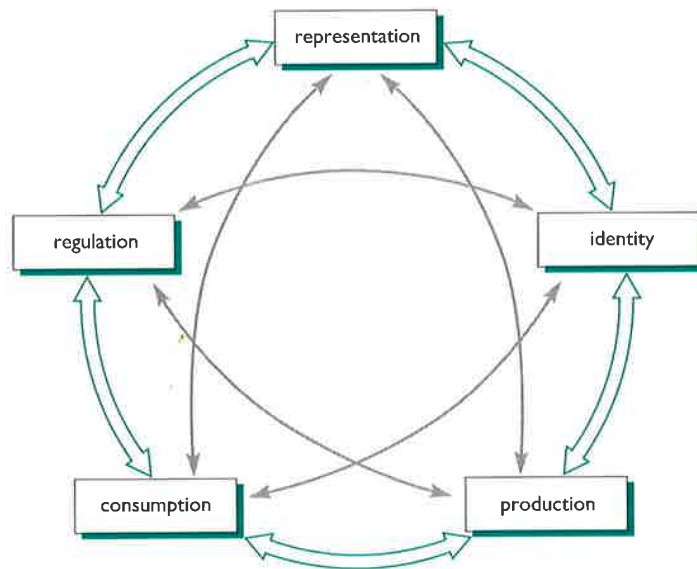 representation
regulation
identity
consumption
production